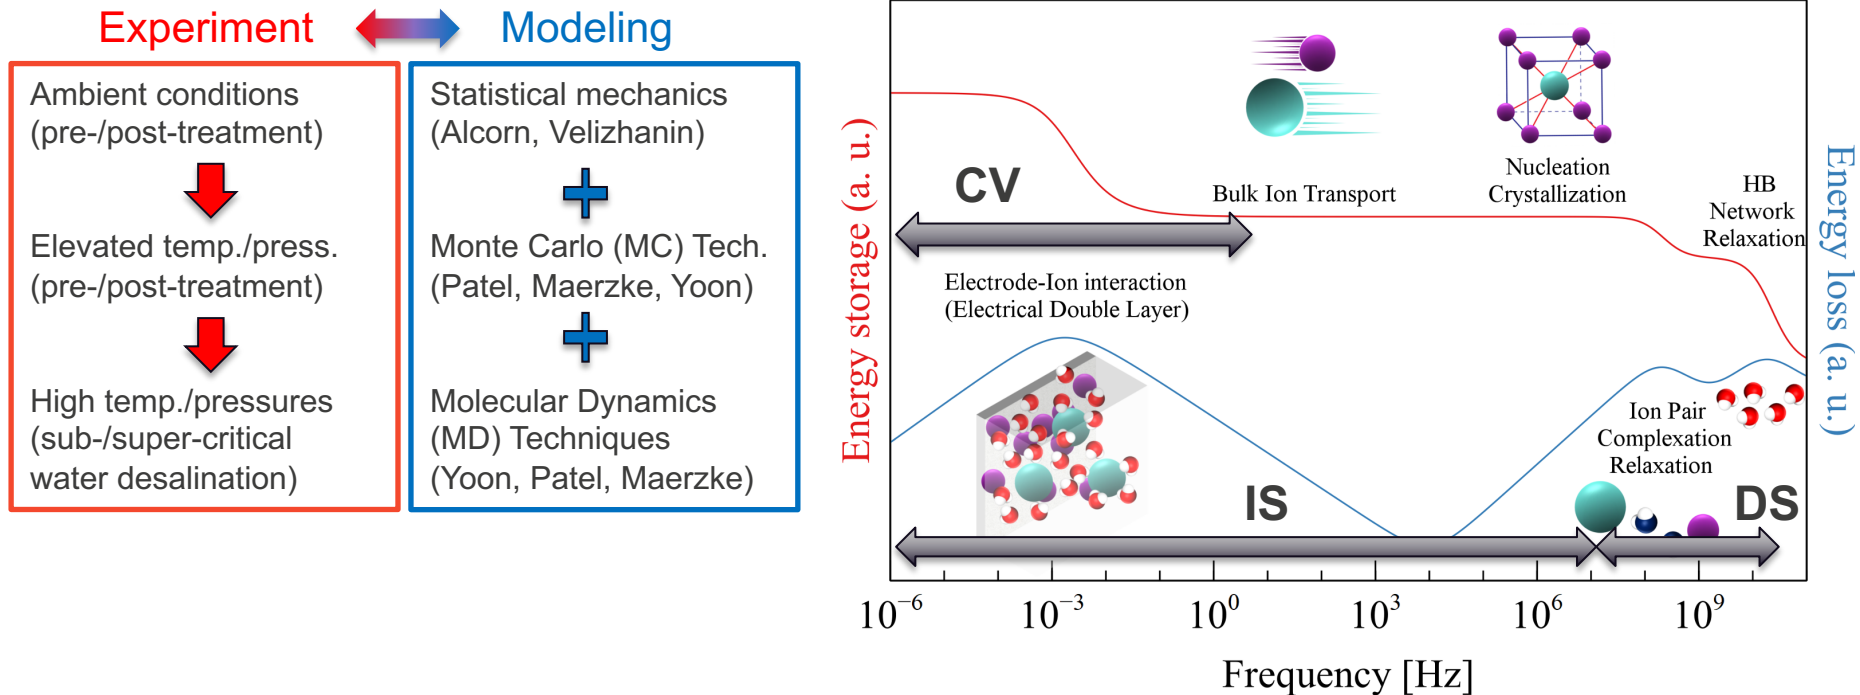 Experiment
Modeling
Ambient conditions
(pre-/post-treatment)
Elevated temp./press.
(pre-/post-treatment)
High temp./pressures
(sub-/super-critical
water desalination)
Statistical mechanics
(Alcorn, Velizhanin)
Monte Carlo (MC) Tech.
(Patel, Maerzke, Yoon)
Molecular Dynamics
(MD) Techniques
(Yoon, Patel, Maerzke)
Energy storage (a. u.)
CV
Bulk Ion Transport
Nucleation
Crystallization
HB
Network
Relaxation
Electrode-Ion interaction
(Electrical Double Layer)
Ion Pair
Complexation
Relaxation
IS
DS
Energy loss (a. u.)
10⁻⁶ 10⁻³ 10⁰ 10³ 10⁶ 10⁹
Frequency [Hz]